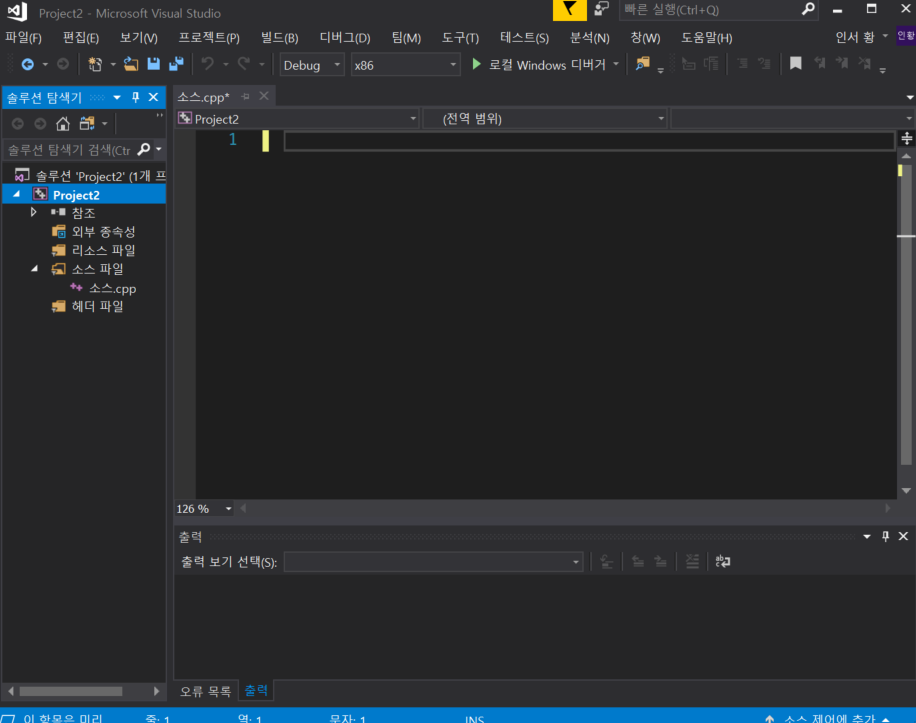 Project2 - Microsoft Visual Studio
빠른 실행(Ctrl+Q)
파일(F) 편집(E) 보기(V) 프로젝트(P) 빌드(B) 디버그(D) 팀(M) 도구(T) 테스트(S) 분석(N) 창(W) 도움말(H) 인서 황 인황
Debug x86 로컬 Windows 디버거
솔루션 탐색기
소스.cpp*
Project2 (전역 범위)
1
솔루션 탐색기 검색(Ctr
솔루션 'Project2' (1개 프
Project2
참조
외부 종속성
리소스 파일
소스 파일
소스.cpp
헤더 파일
126 %
출력
출력 보기 선택(S):
오류 목록 출력
이 항목은 미리 줄: 1 열: 1 문자: 1 INS 소스 제어에 추가